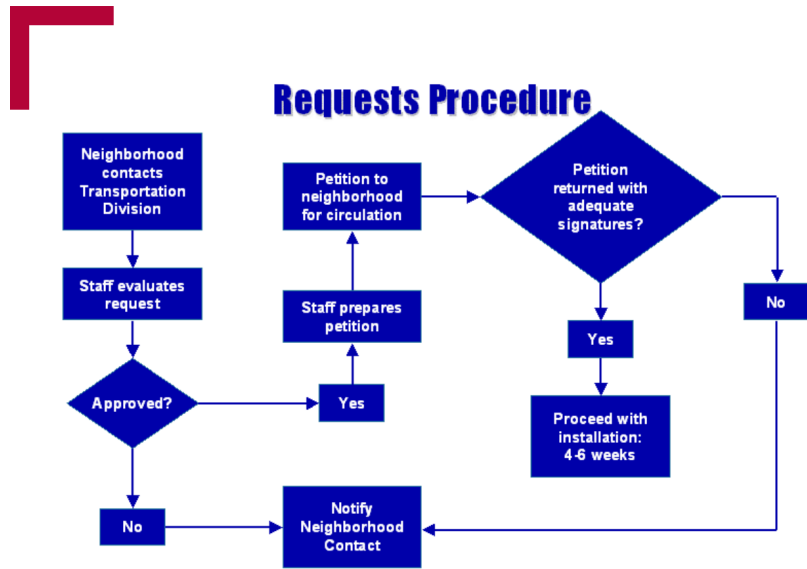 Requests Procedure
Neighborhood
contacts
Transportation
Division
Staff evaluates
request
Approved?
No
Yes
Staff prepares
petition
Petition to
neighborhood
for circulation
Petition
returned with
adequate
signatures?
Yes
Proceed with
installation:
4-6 weeks
No
Notify
Neighborhood
Contact